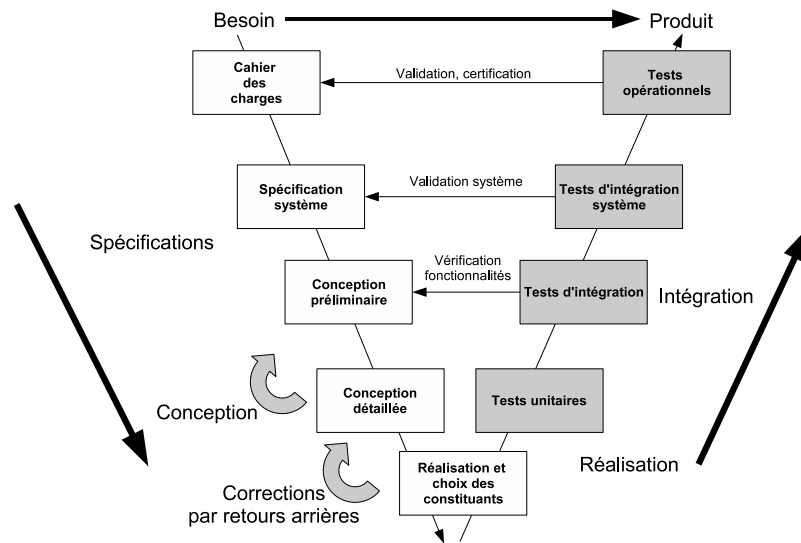 Besoin
Produit
Cahier
des
charges
Validation, certification
Tests
opérationnels
Spécification
système
Validation système
Tests d'intégration
système
Spécifications
Conception
préliminaire
Vérification
fonctionnalités
Tests d'intégration
Intégration
Conception
Conception
détaillée
Tests unitaires
Réalisation et
choix des
constituants
Réalisation
Corrections
par retours arrières